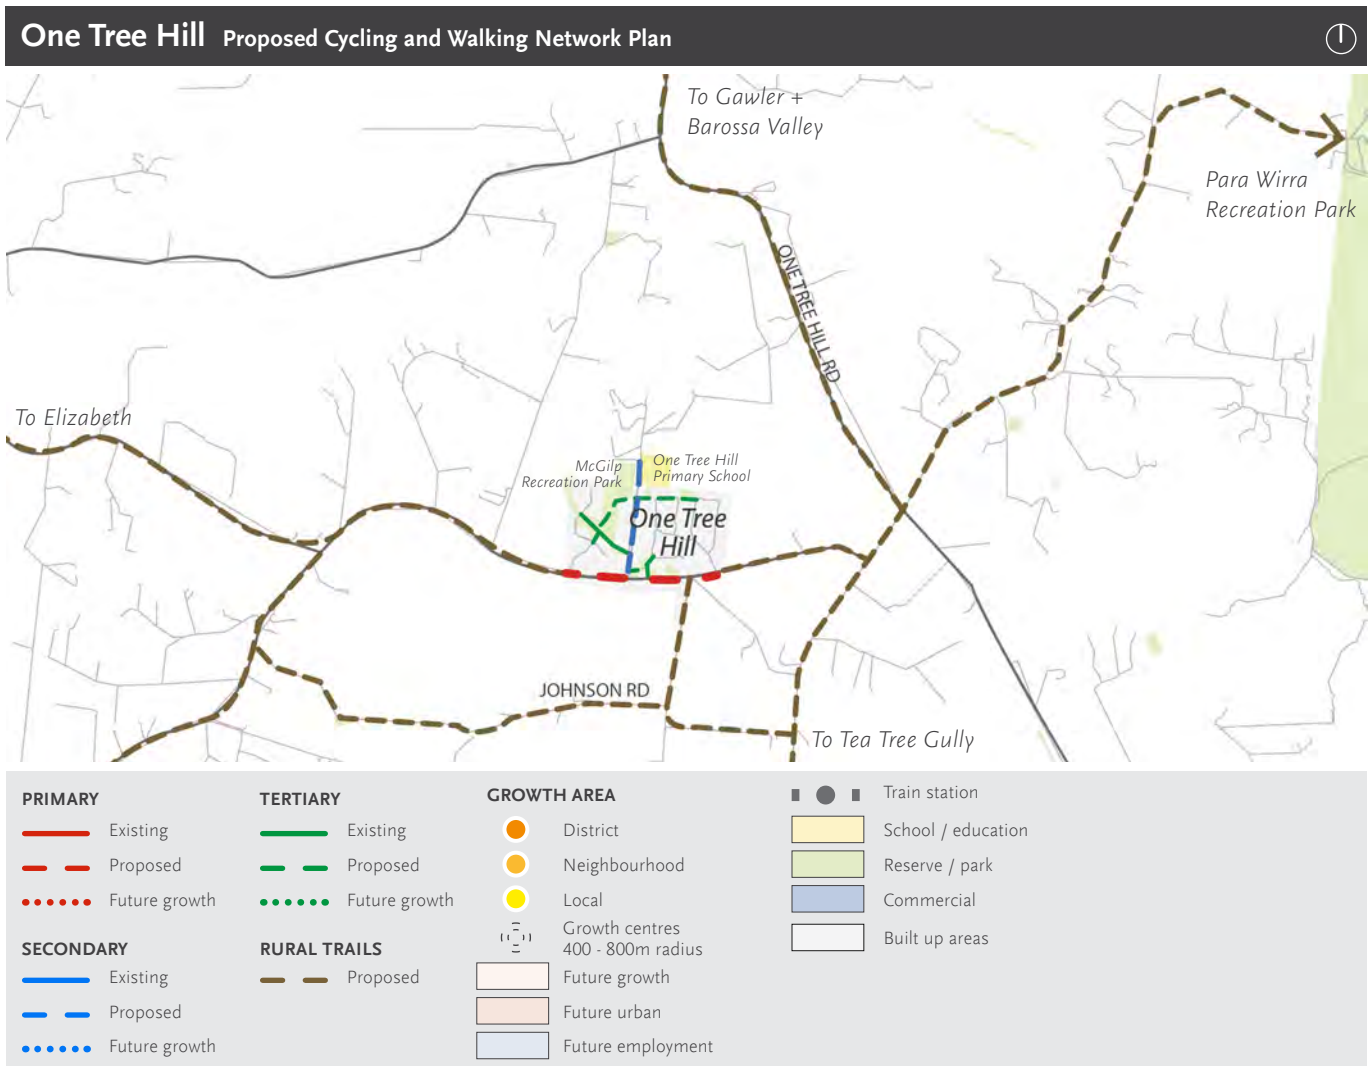 One Tree Hill Proposed Cycling and Walking Network Plan
To Gawler +
Barossa Valley
Para Wirra
Recreation Park
ONE TREE HILL RD
To Elizabeth
McGilp
Recreation Park
One Tree Hill
Primary School
One Tree
Hill
JOHNSON RD
To Tea Tree Gully
PRIMARY
Existing
Proposed
Future growth
SECONDARY
Existing
Proposed
Future growth
TERTIARY
Existing
Proposed
Future growth
RURAL TRAILS
Proposed
GROWTH AREA
District
Neighbourhood
Local
Growth centres
400 - 800m radius
Future growth
Future urban
Future employment
Train station
School / education
Reserve / park
Commercial
Built up areas